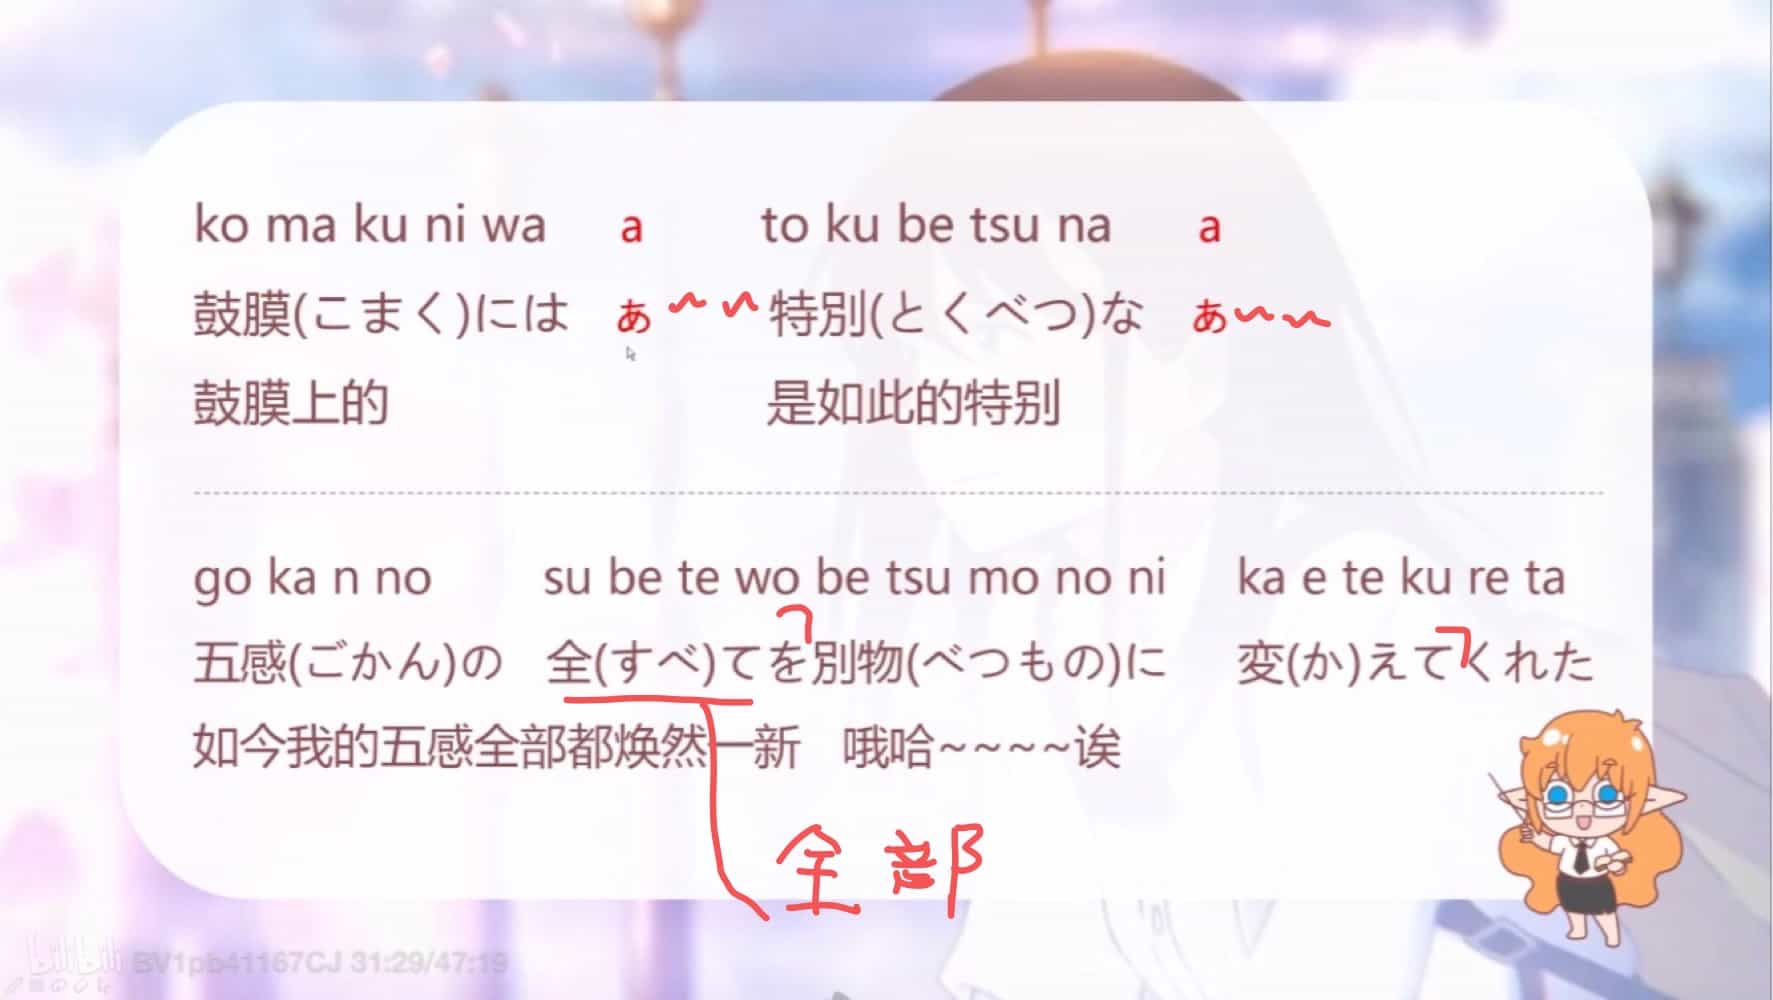 ko ma ku ni wa a to ku be tsu na a
鼓膜(こまく)には ぁ~~特別(とくべつ)な ぁ~~
鼓膜上的 是如此的特别
go ka n no su be te wo be tsu mo no ni ka e te ku re ta
五感(ごかん)の 全(すべ)てを別物(べつもの)に 変(か)えてくれた
如今我的五感全部都焕然一新 哦哈~~~~诶
全部
bilibili BV1pb41167CJ 31:29/47:19